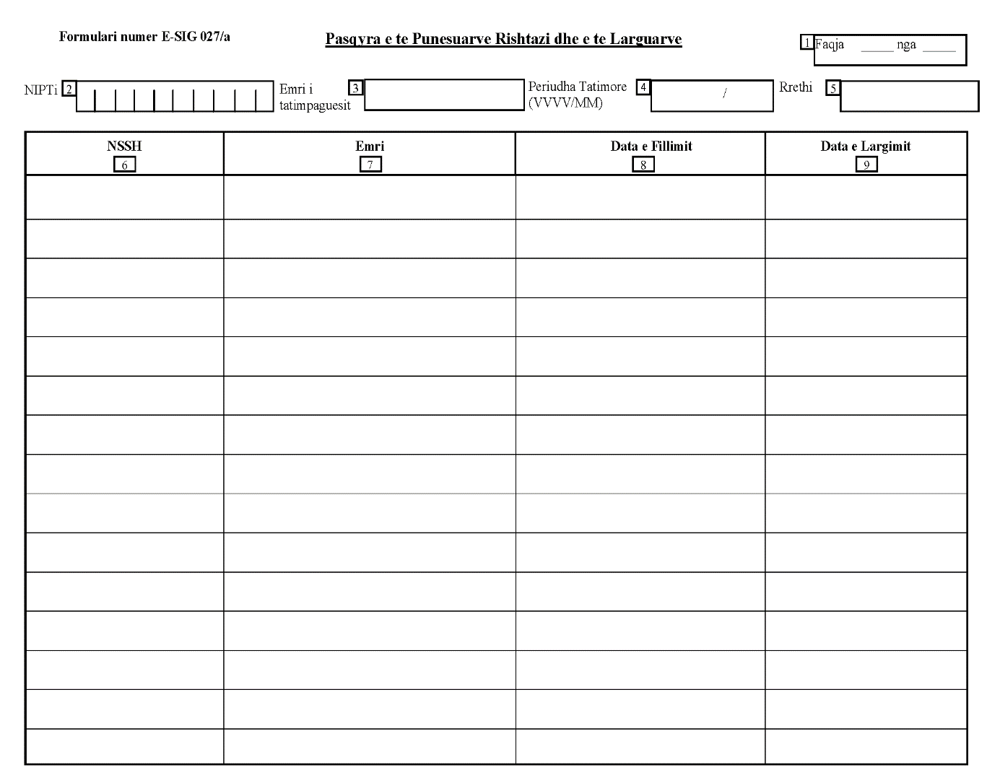 Formulari numer E-SIG 027/a
Pasqyra e te Punesuarve Rishtazi dhe e te Larguarve
1 Faqja _____ nga _____
NIPTi 2
Emri i tatimpaguesit 3
Periudha Tatimore (VVVV/MM) 4 /
Rrethi 5
NSSH Emri Data e Fillimit Data e Largimit
6 7 8 9